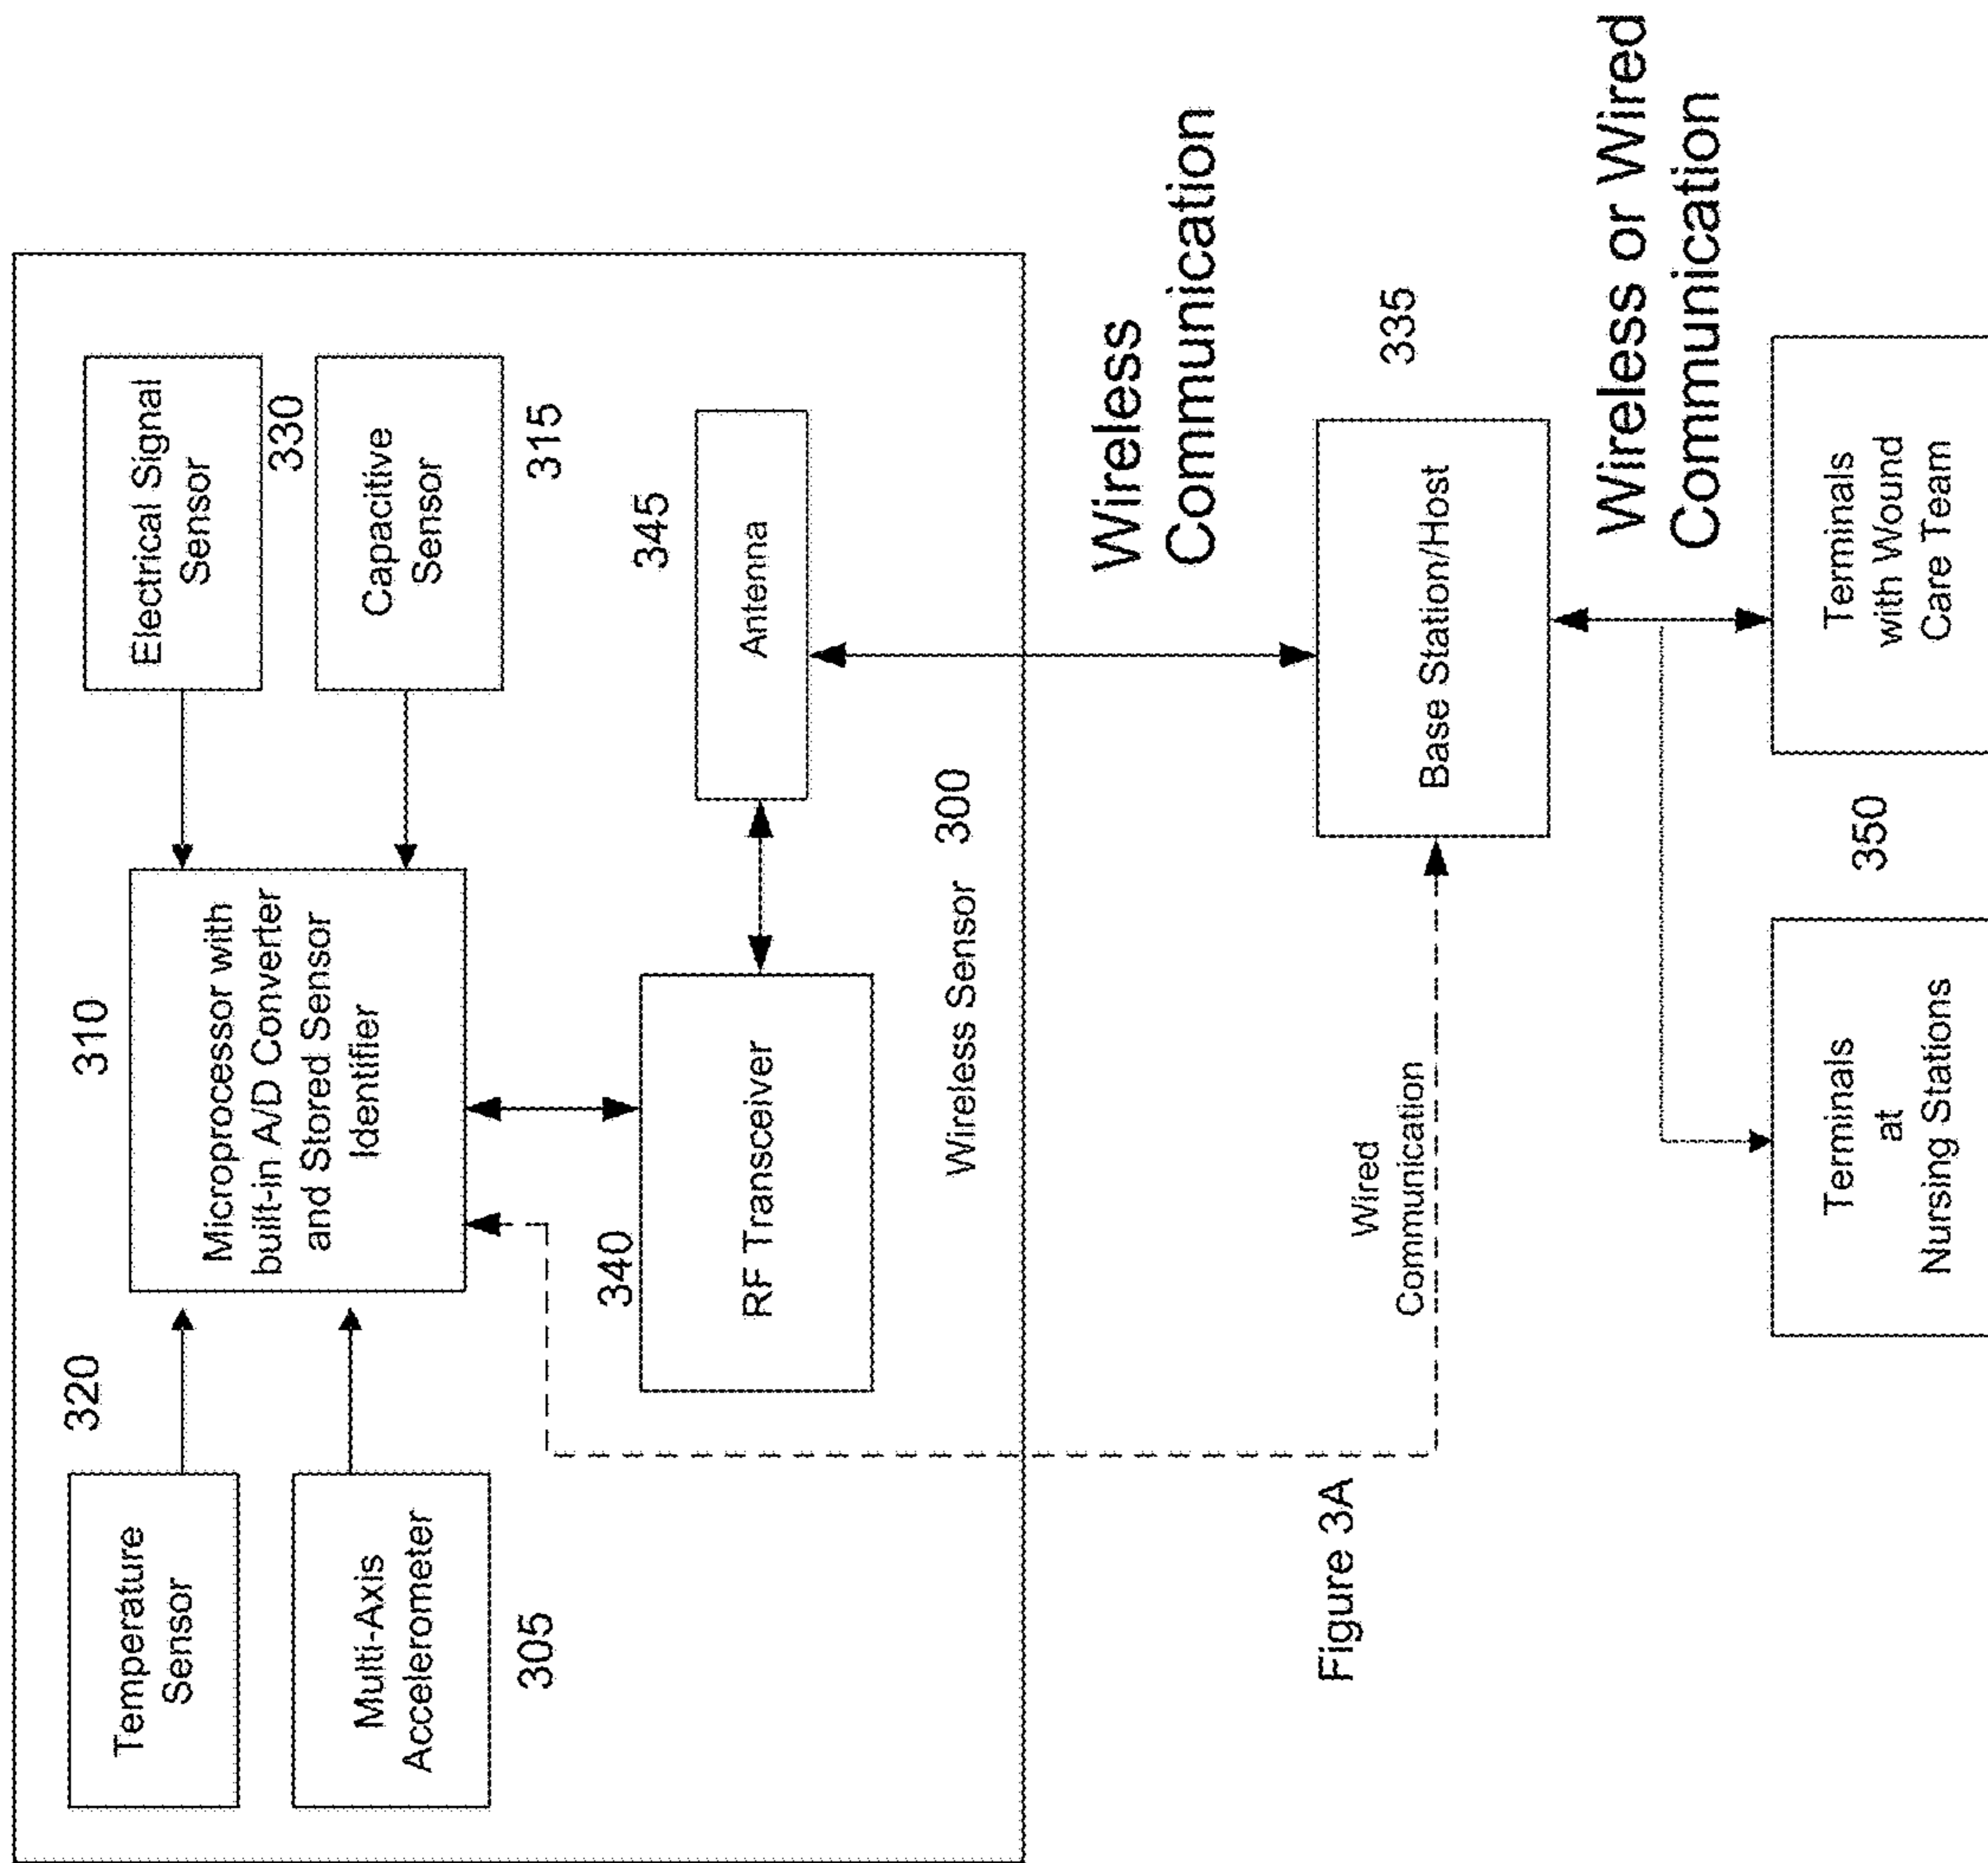 320
310
Temperature
Sensor
Microprocessor with
built-in A/D Converter
and Stored Sensor
Identifier
Electrical Signal
Sensor
330
Multi-Axis
Accelerometer
305
Capacitive
Sensor
315
340
RF Transceiver
345
Antenna
Wireless Sensor 300
Wireless
Communication
Figure 3A
Wired
Communication
335
Base Station/Host
Wireless or Wired
Communication
Terminals
at
Nursing Stations
350
Terminals
with Wound
Care Team